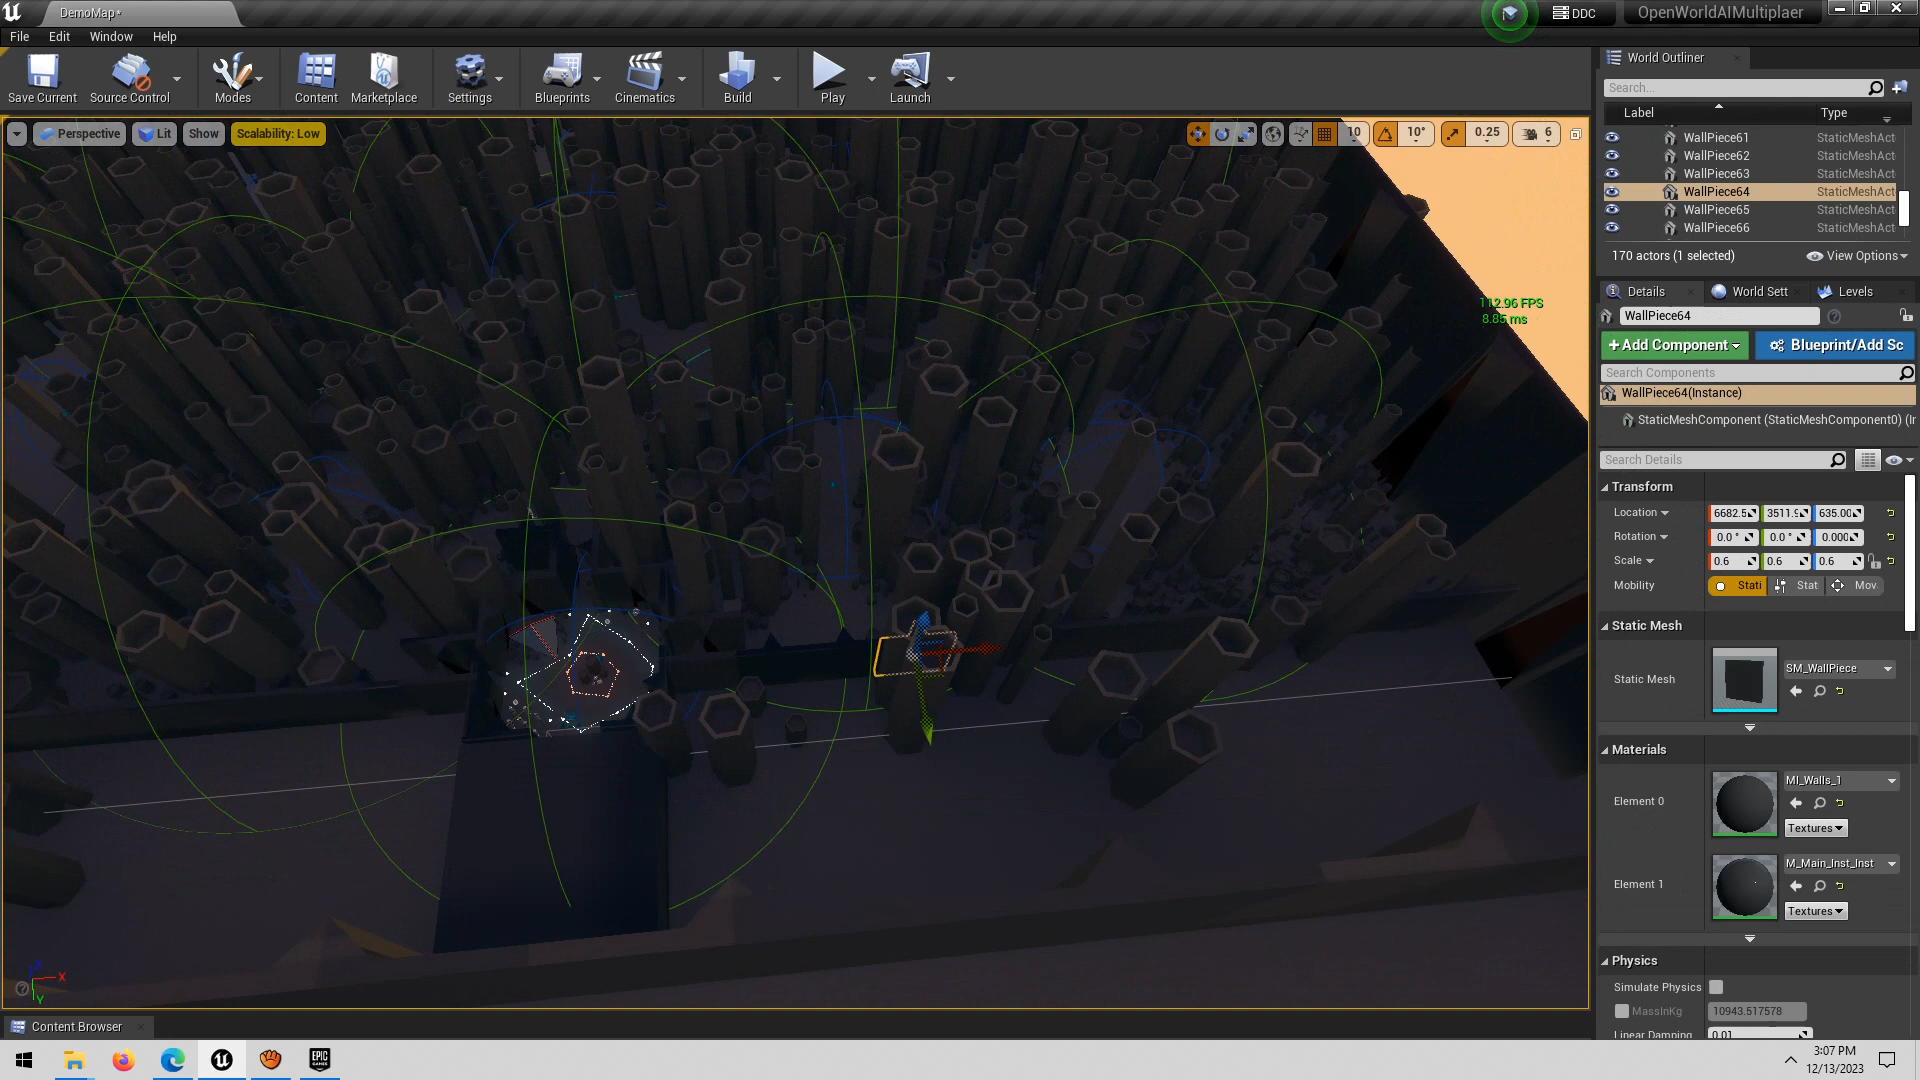 DemoMap*
DDC
OpenWorldAIMultiplaer
File Edit Window Help
Save Current
Source Control
Modes
Content
Marketplace
Settings
Blueprints
Cinematics
Build
Play
Launch
Perspective
Lit
Show
Scalability: Low
10
10°
0.25
6
112.96 FPS
8.85 ms
World Outliner
Search...
Label Type
WallPiece61 StaticMeshAct
WallPiece62 StaticMeshAct
WallPiece63 StaticMeshAct
WallPiece64 StaticMeshAct
WallPiece65 StaticMeshAct
WallPiece66 StaticMeshAct
170 actors (1 selected) View Options
Details World Sett Levels
WallPiece64
+Add Component Blueprint/Add Sc
Search Components
WallPiece64(Instance)
StaticMeshComponent (StaticMeshComponent0) (Ir
Search Details
Transform
Location 6682.5 3511.9 635.00
Rotation 0.0 ° 0.0 ° 0.000
Scale 0.6 0.6 0.6
Mobility Stati Stat Mov
Static Mesh
Static Mesh SM_WallPiece
Materials
Element 0 MI_Walls_1
Textures
Element 1 M_Main_Inst_Inst
Textures
Physics
Simulate Physics
MassInKg 10943.517578
Linear Damping 0.01
X
Y
Z
Content Browser
EPIC GAMES
3:07 PM
12/13/2023